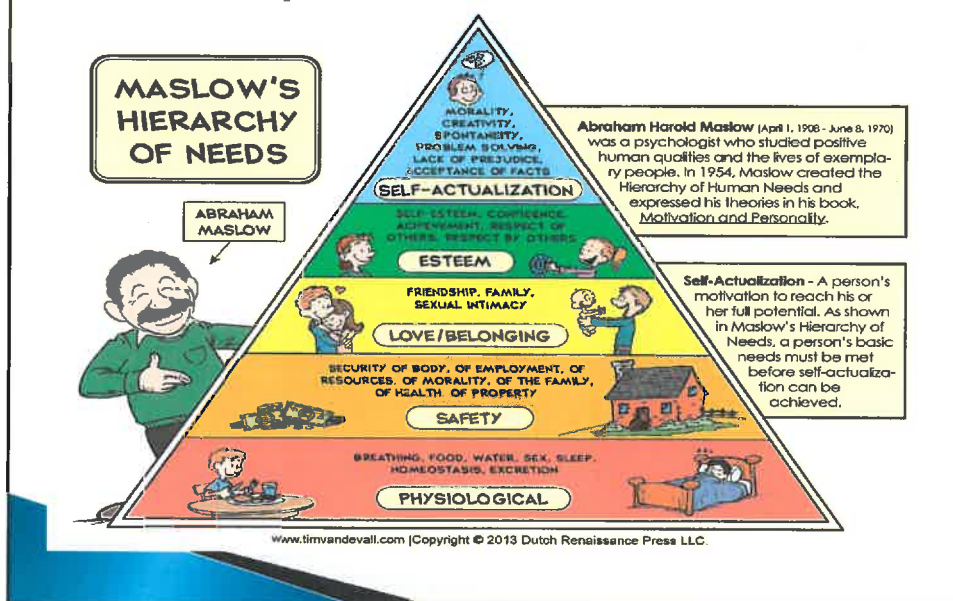 MASLOW'S
HIERARCHY
OF NEEDS
ABRAHAM
MASLOW
MORALITY,
CREATIVITY,
SPONTANEITY,
PROBLEM SOLVING,
LACK OF PREJUDICE,
ACCEPTANCE OF FACTS
SELF-ACTUALIZATION
SELF-ESTEEM, CONFIDENCE,
ACHIEVEMENT, RESPECT OF
OTHERS, RESPECT BY OTHERS
ESTEEM
FRIENDSHIP, FAMILY,
SEXUAL INTIMACY
LOVE/BELONGING
SECURITY OF BODY, OF EMPLOYMENT, OF
RESOURCES, OF MORALITY, OF THE FAMILY,
OF HEALTH, OF PROPERTY
SAFETY
BREATHING, FOOD, WATER, SEX, SLEEP,
HOMEOSTASIS, EXCRETION
PHYSIOLOGICAL
Abraham Harold Maslow (April 1, 1908 - June 8, 1970)
was a psychologist who studied positive
human qualities and the lives of exempla-
ry people. In 1954, Maslow created the
Hierarchy of Human Needs and
expressed his theories in his book,
Motivation and Personality.
Self-Actualization - A person's
motivation to reach his or
her full potential. As shown
in Maslow's Hierarchy of
Needs, a person's basic
needs must be met
before self-actualiza-
tion can be
achieved.
www.timvandevall.com |Copyright © 2013 Dutch Renaissance Press LLC.